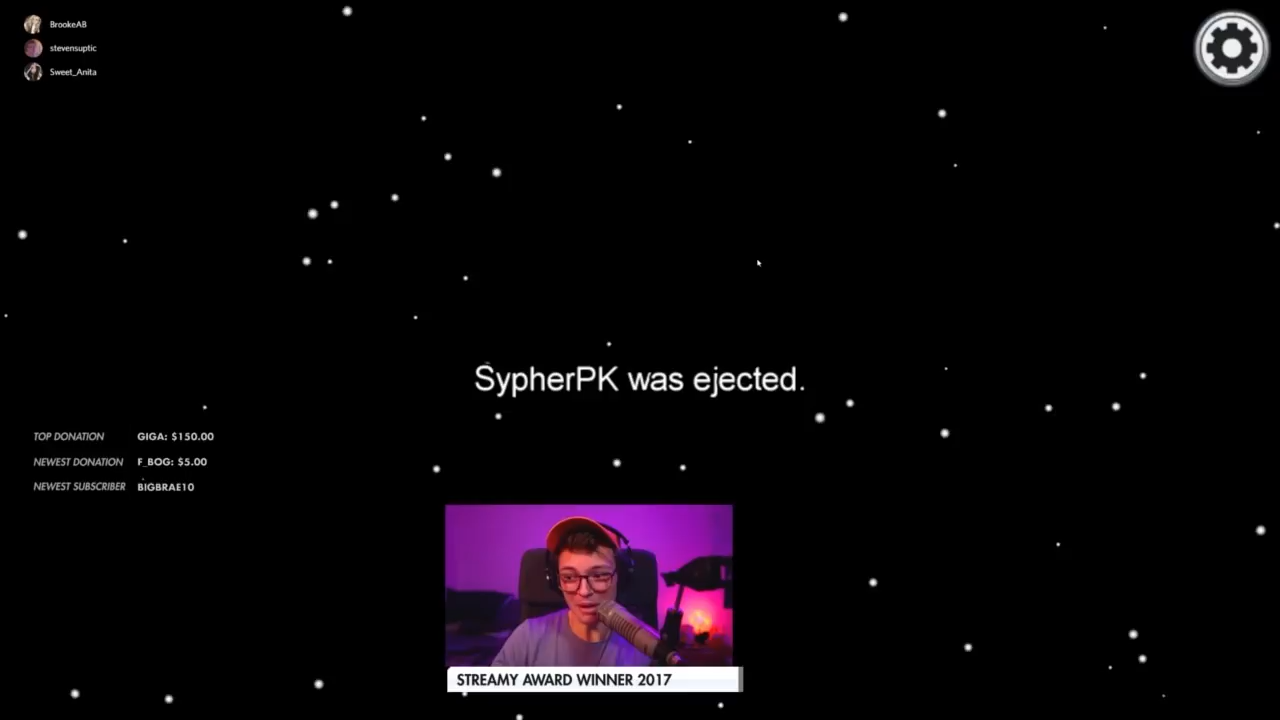 BrookeAB
stevensuptic
Sweet_Anita
SypherPK was ejected.
TOP DONATION GIGA: $150.00
NEWEST DONATION F_BOG: $5.00
NEWEST SUBSCRIBER BIGBRAE10
STREAMY AWARD WINNER 2017